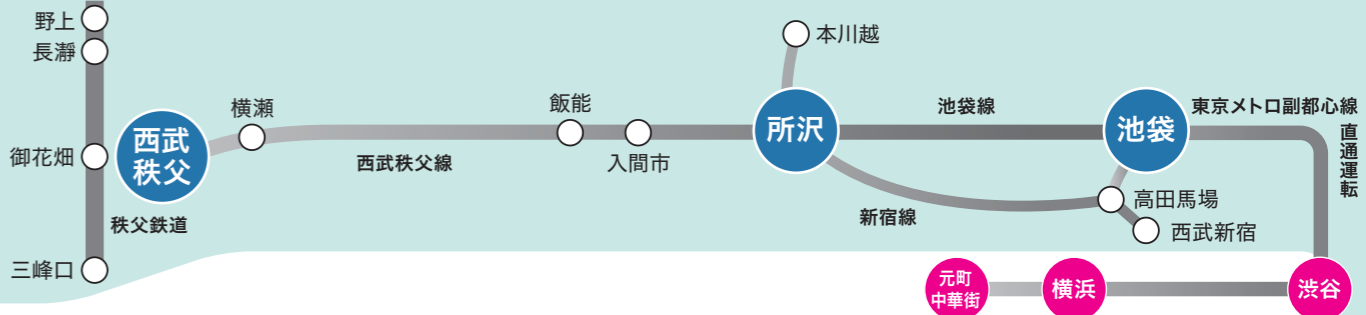 野上
長瀞
御花畑
三峰口
秩父鉄道
西武
秩父
横瀬
西武秩父線
飯能
入間市
所沢
本川越
池袋線
新宿線
池袋
高田馬場
西武新宿
東京メトロ副都心線
直通運転
元町
中華街
横浜
渋谷